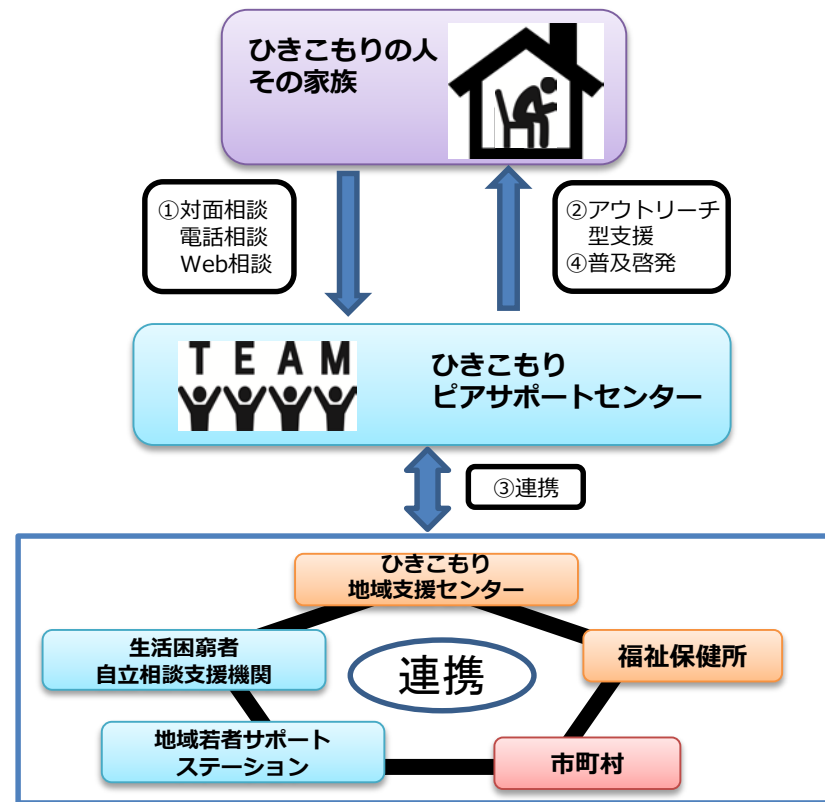 ひきこもりの人
その家族
①対面相談
電話相談
Web相談
②アウトリーチ
型支援
④普及啓発
TEAM
ひきこもり
ピアサポートセンター
③連携
ひきこもり
地域支援センター
生活困窮者
自立相談支援機関
連携
福祉保健所
地域若者サポート
ステーション
市町村